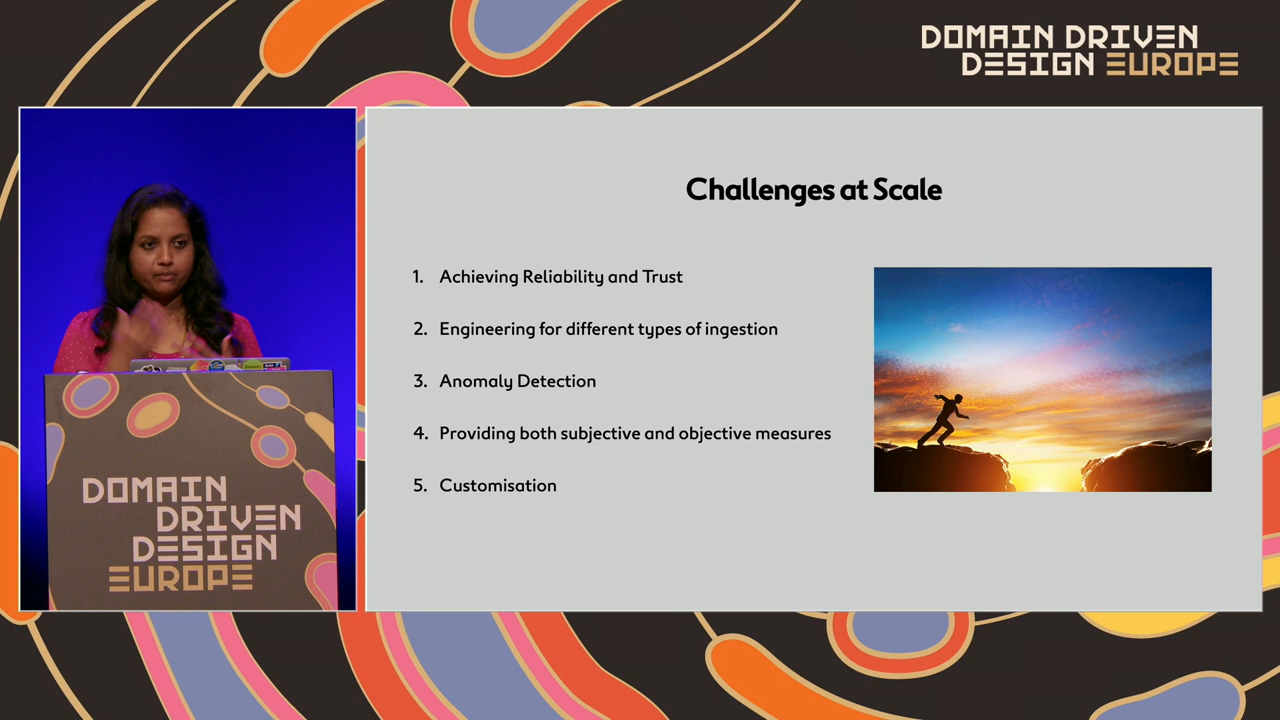 DOMAIN DRIVEN
DESIGN EUROPE
Challenges at Scale
1. Achieving Reliability and Trust
2. Engineering for different types of ingestion
3. Anomaly Detection
4. Providing both subjective and objective measures
5. Customisation
DOMAIN
DRIVEN
DESIGN
EUROPE